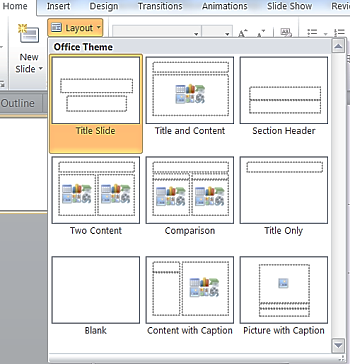 Home Insert Design Transitions Animations Slide Show
Layout
New
Slide
Outline
Office Theme
Title Slide Title and Content Section Header
Two Content Comparison Title Only
Blank Content with Caption Picture with Caption